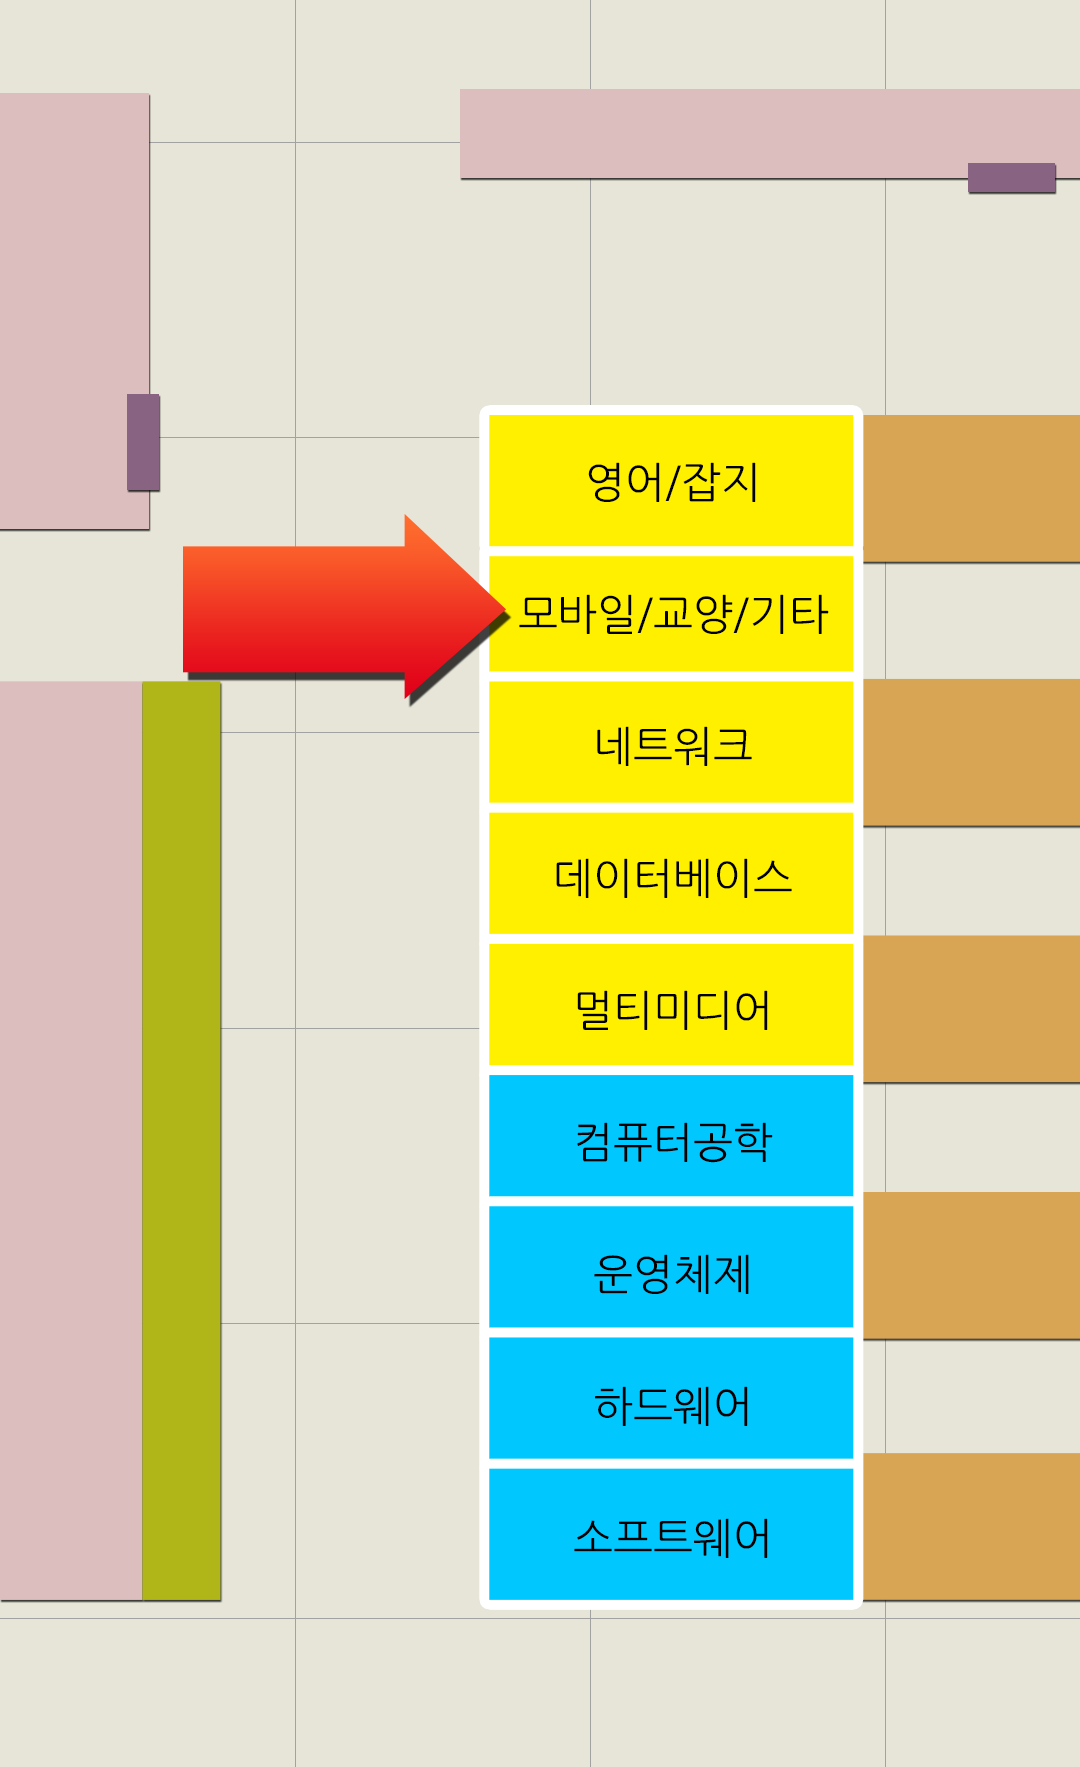 영어/잡지
모바일/교양/기타
네트워크
데이터베이스
멀티미디어
컴퓨터공학
운영체제
하드웨어
소프트웨어